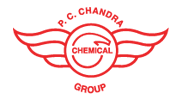 P. C. CHANDRA
CHEMICAL
GROUP